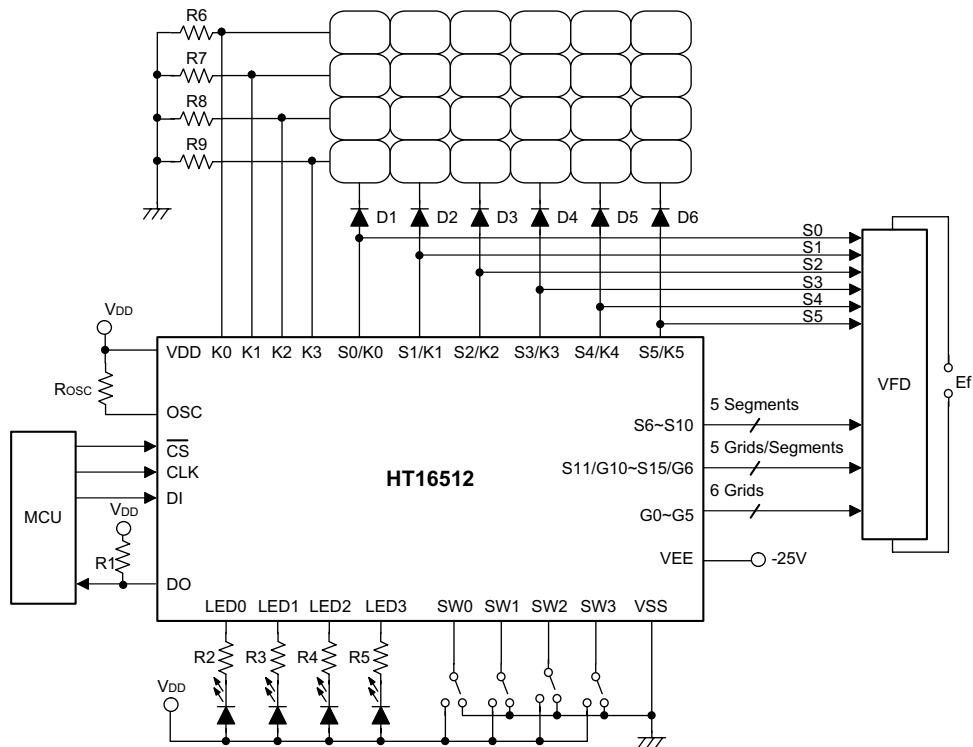 R6
R7
R8
R9
D1 D2 D3 D4 D5 D6
S0
S1
S2
S3
S4
S5
VDD
VDD K0 K1 K2 K3 S0/K0 S1/K1 S2/K2 S3/K3 S4/K4 S5/K5
ROSC
OSC
VFD
Ef
5 Segments
S6~S10
CS
CLK
DI
MCU
HT16512
5 Grids/Segments
S11/G10~S15/G6
6 Grids
G0~G5
VDD
R1
DO
VEE
-25V
LED0 LED1 LED2 LED3 SW0 SW1 SW2 SW3 VSS
R2 R3 R4 R5
VDD